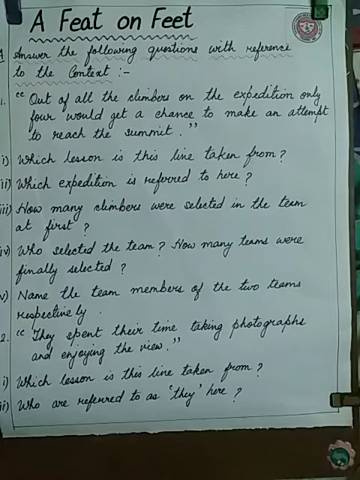 A Feat on Feet
A Answer the following questions with reference
to the Context :-
1. "Out of all the climbers on the expedition only
four would get a chance to make an attempt
to reach the summit."
i) Which lesson is this line taken from?
ii) Which expedition is referred to here?
iii) How many climbers were selected in the team
at first?
iv) Who selected the team? How many teams were
finally selected?
v) Name the team members of the two teams
respectively.
2. "They spent their time taking photographs
and enjoying the view."
i) Which lesson is this line taken from?
ii) Who are referred to as 'they' here?